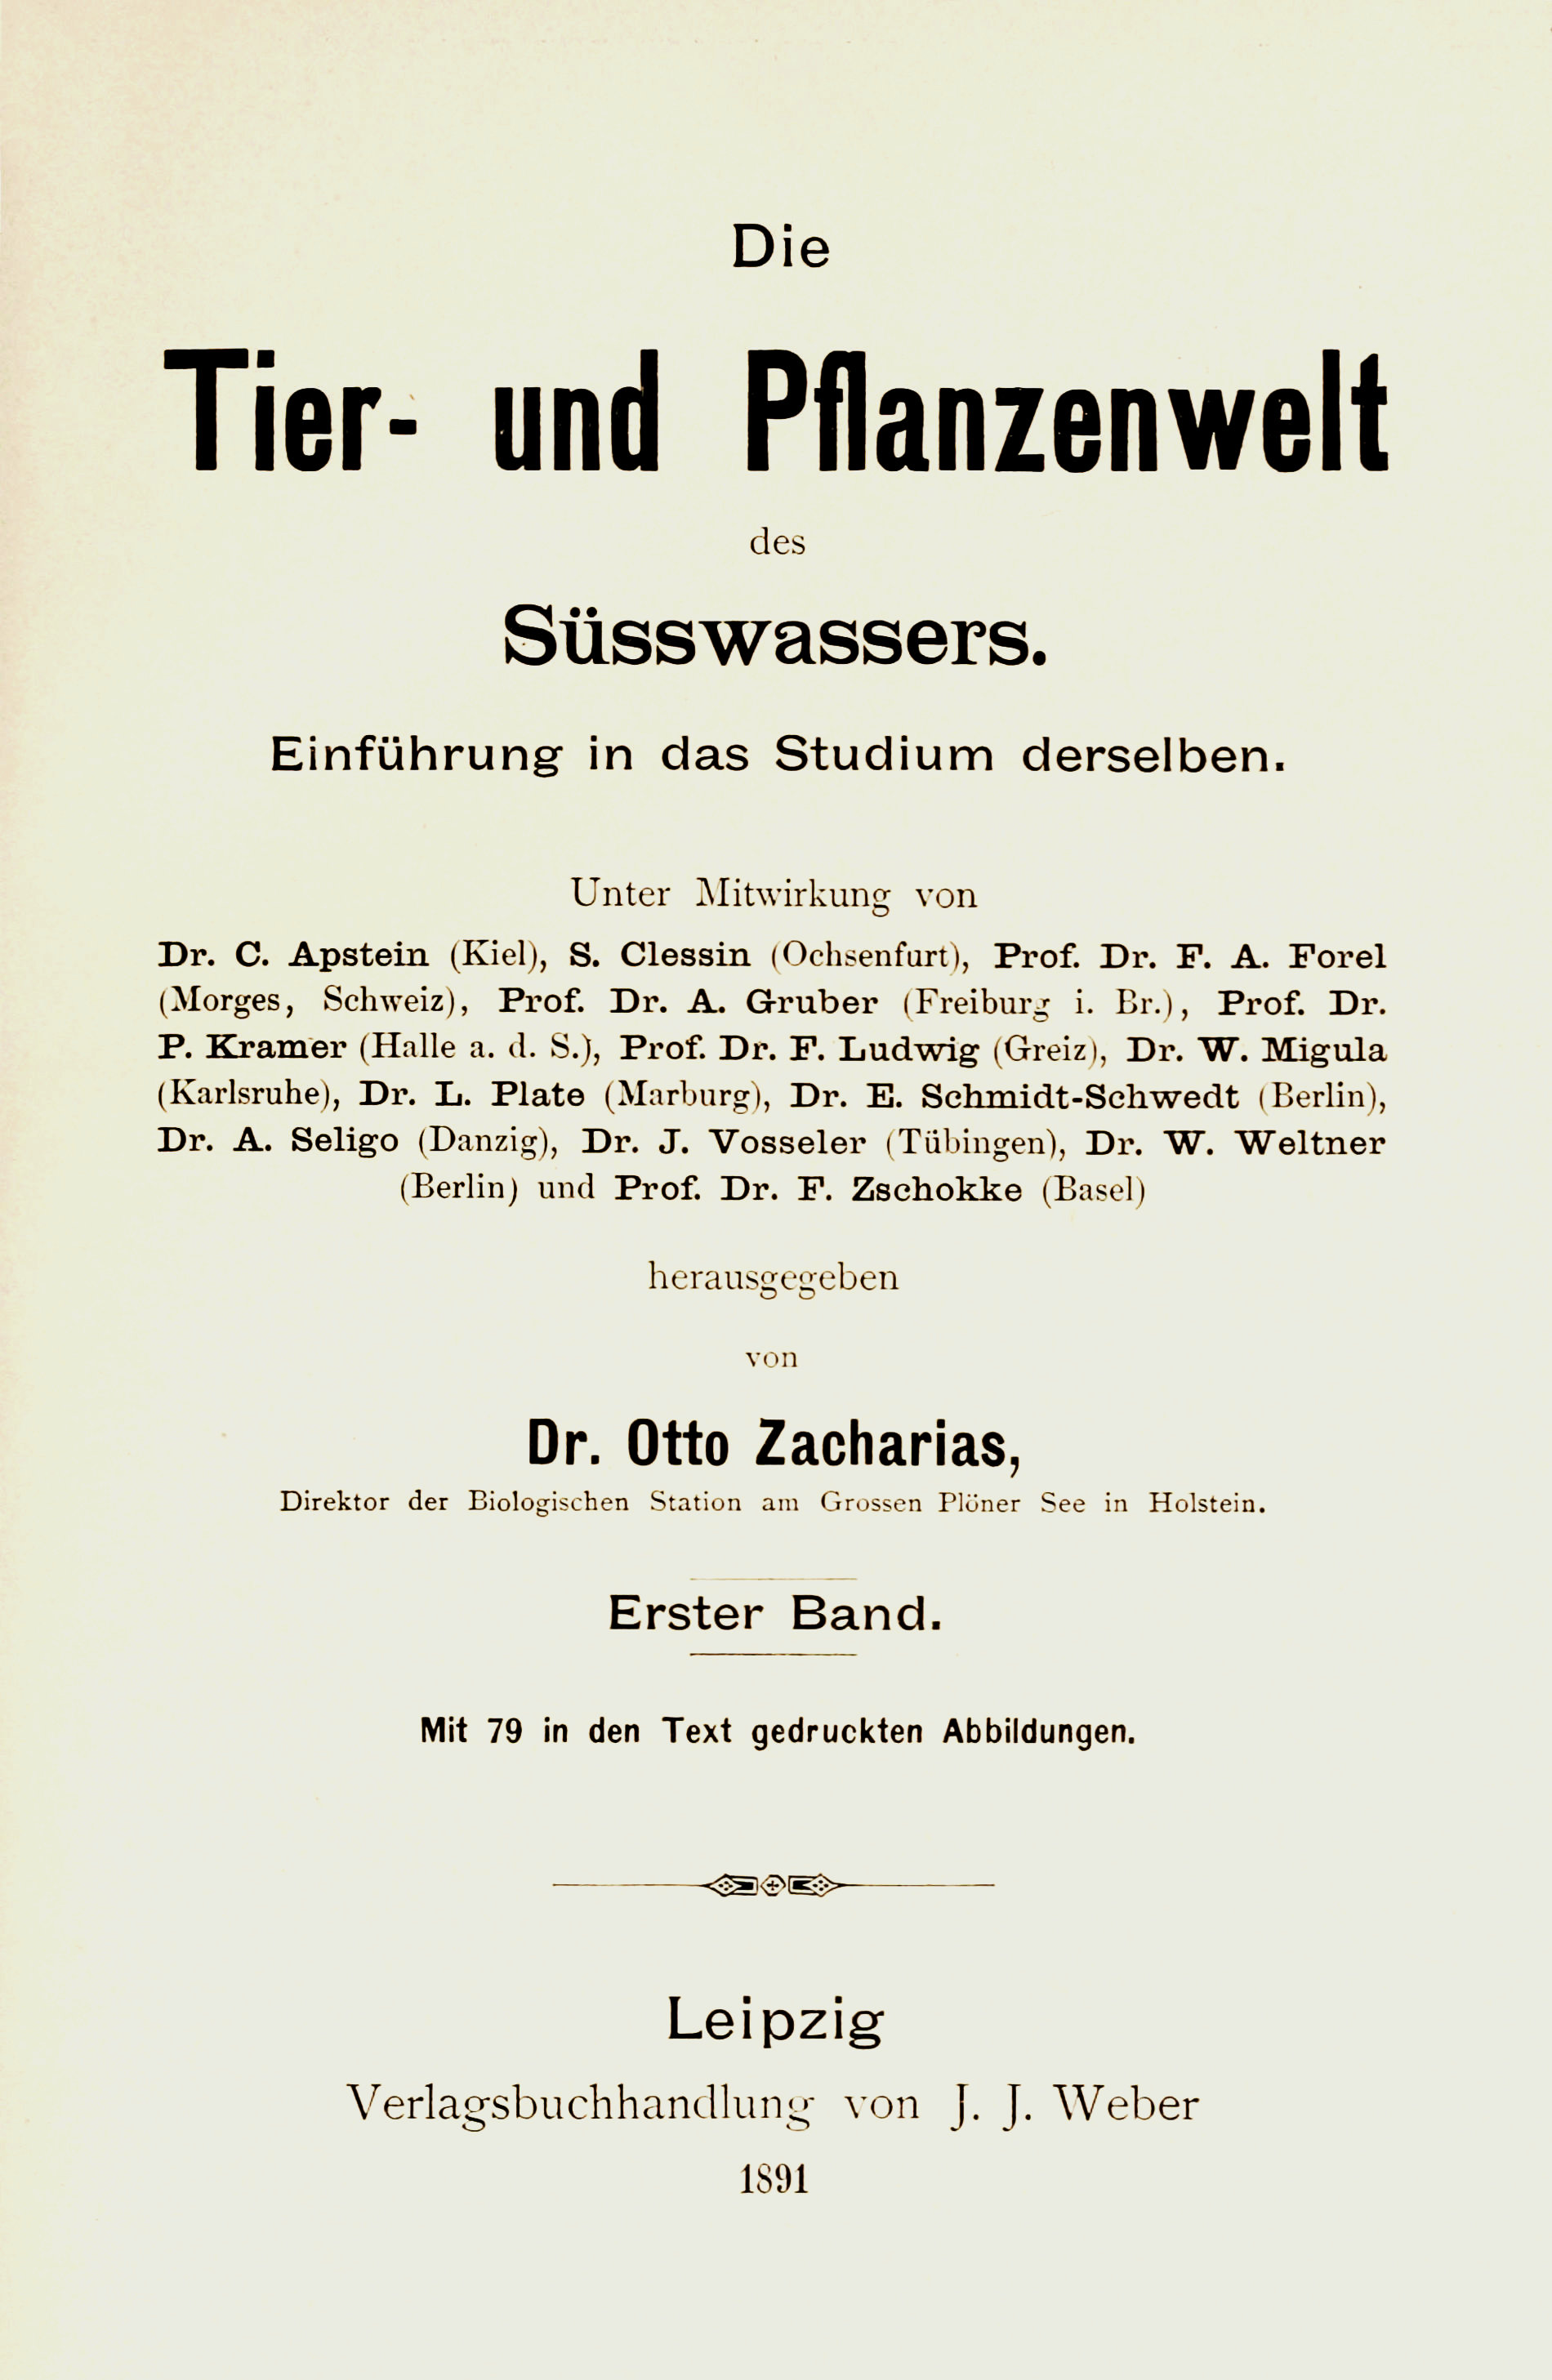 Die
Tier- und Pflanzenwelt
des
Süsswassers.
Einführung in das Studium derselben.
Unter Mitwirkung von
Dr. C. Apstein (Kiel), S. Clessin (Ochsenfurt), Prof. Dr. F. A. Forel
(Morges, Schweiz), Prof. Dr. A. Gruber (Freiburg i. Br.), Prof. Dr.
P. Kramer (Halle a. d. S.), Prof. Dr. F. Ludwig (Greiz), Dr. W. Migula
(Karlsruhe), Dr. L. Plate (Marburg), Dr. E. Schmidt-Schwedt (Berlin),
Dr. A. Seligo (Danzig), Dr. J. Vosseler (Tübingen), Dr. W. Weltner
(Berlin) und Prof. Dr. F. Zschokke (Basel)
herausgegeben
von
Dr. Otto Zacharias,
Direktor der Biologischen Station am Grossen Plöner See in Holstein.
Erster Band.
Mit 79 in den Text gedruckten Abbildungen.
Leipzig
Verlagsbuchhandlung von J. J. Weber
1891